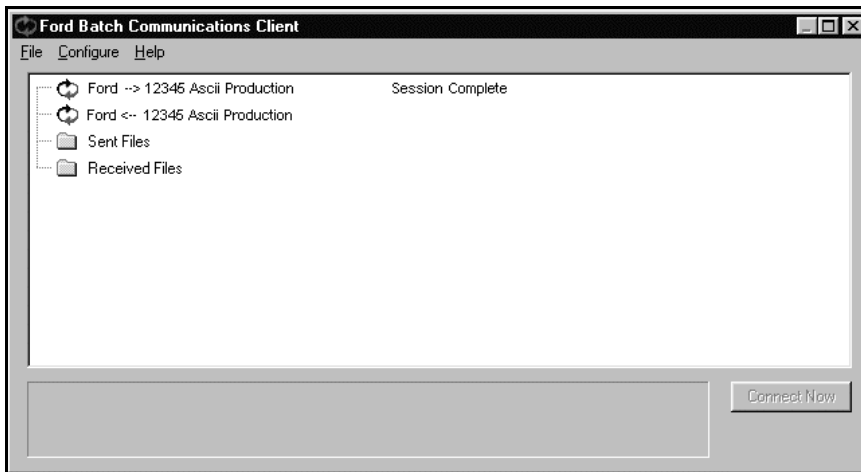 Ford Batch Communications Client
File Configure Help
Ford --> 12345 Ascii Production Session Complete
Ford <-- 12345 Ascii Production
Sent Files
Received Files
Connect Now